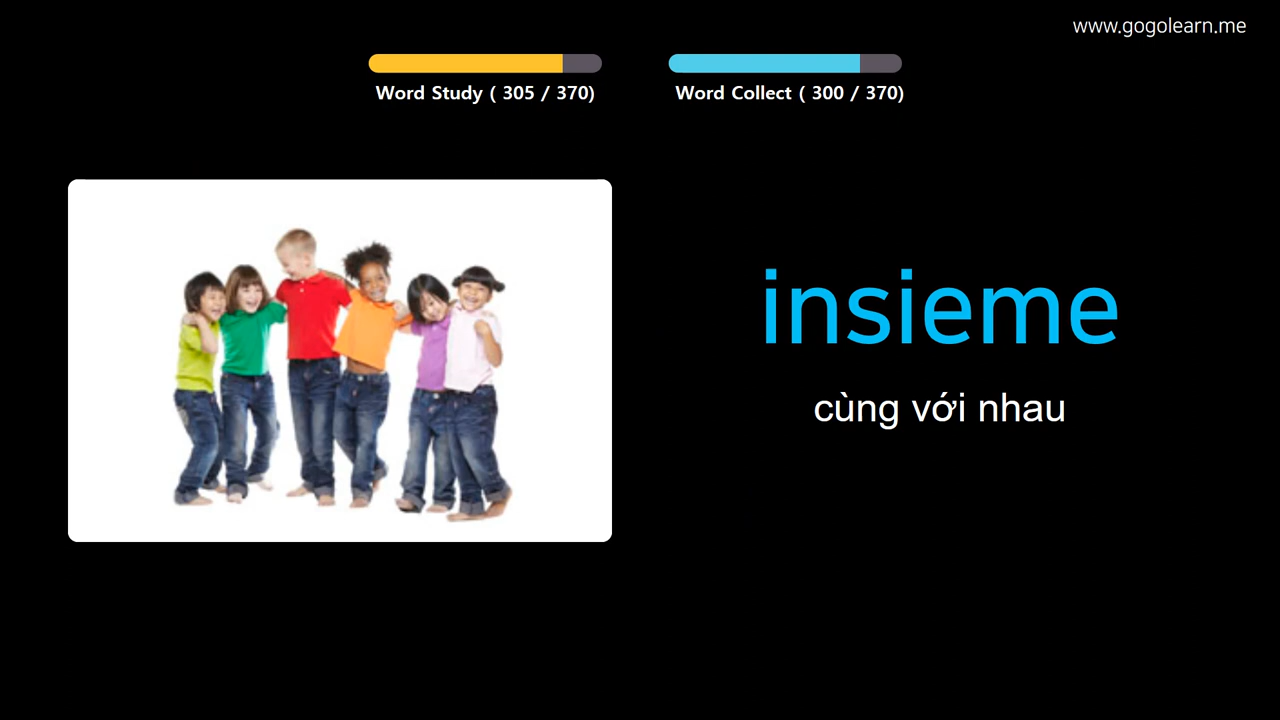 www.gogolearn.me
Word Study ( 305 / 370)
Word Collect ( 300 / 370)
insieme
cùng với nhau